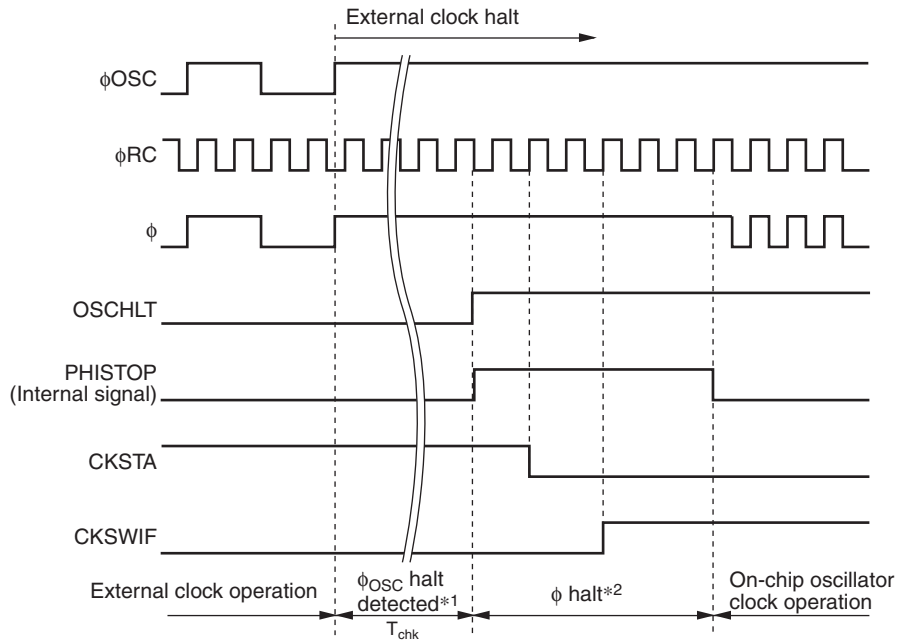 External clock halt
ϕOSC
ϕRC
ϕ
OSCHLT
PHISTOP
(Internal signal)
CKSTA
CKSWIF
External clock operation
ϕOSC halt
detected*1
Tchk
ϕ halt*2
On-chip oscillator
clock operation